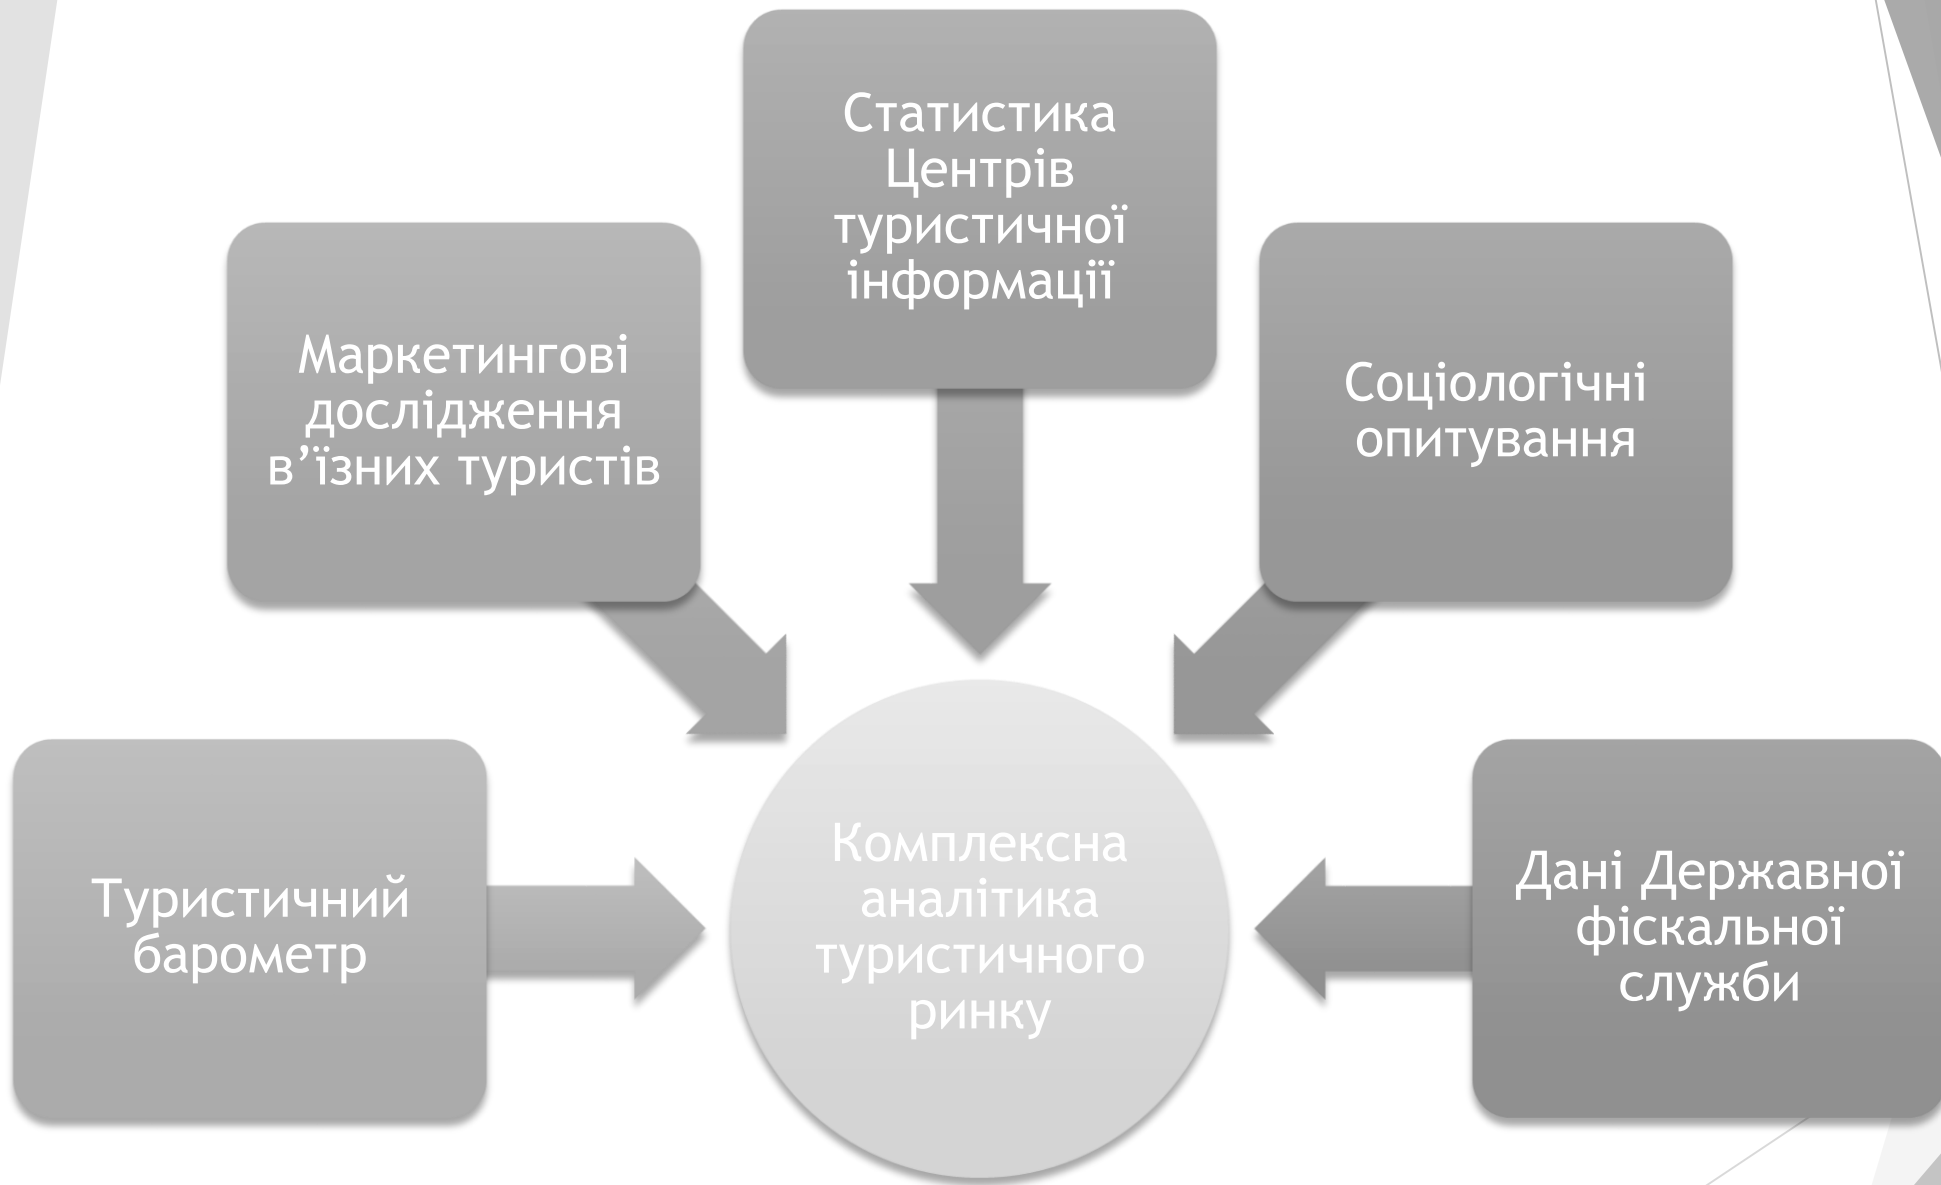 Статистика
Центрів
туристичної
інформації
Маркетингові
дослідження
в’їзних туристів
Соціологічні
опитування
Туристичний
барометр
Комплексна
аналітика
туристичного
ринку
Дані Державної
фіскальної
служби